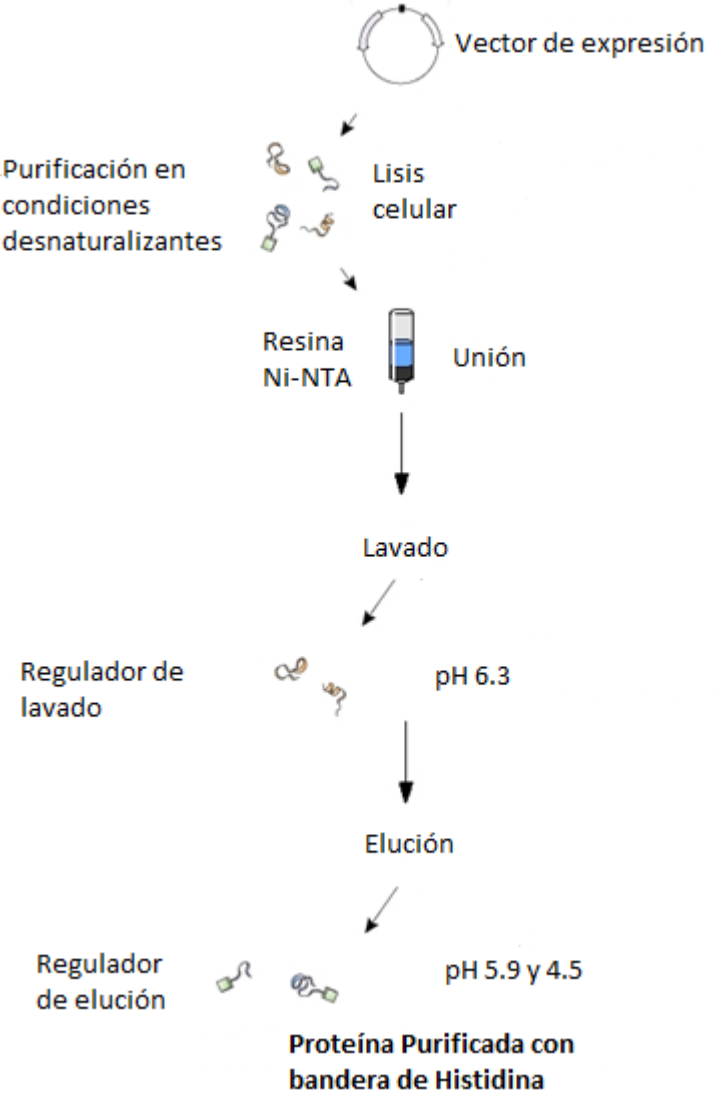 Vector de expresión
Purificación en
condiciones
desnaturalizantes
Lisis
celular
Resina
Ni-NTA
Unión
Lavado
Regulador de
lavado
pH 6.3
Elución
Regulador
de elución
pH 5.9 y 4.5
Proteína Purificada con
bandera de Histidina